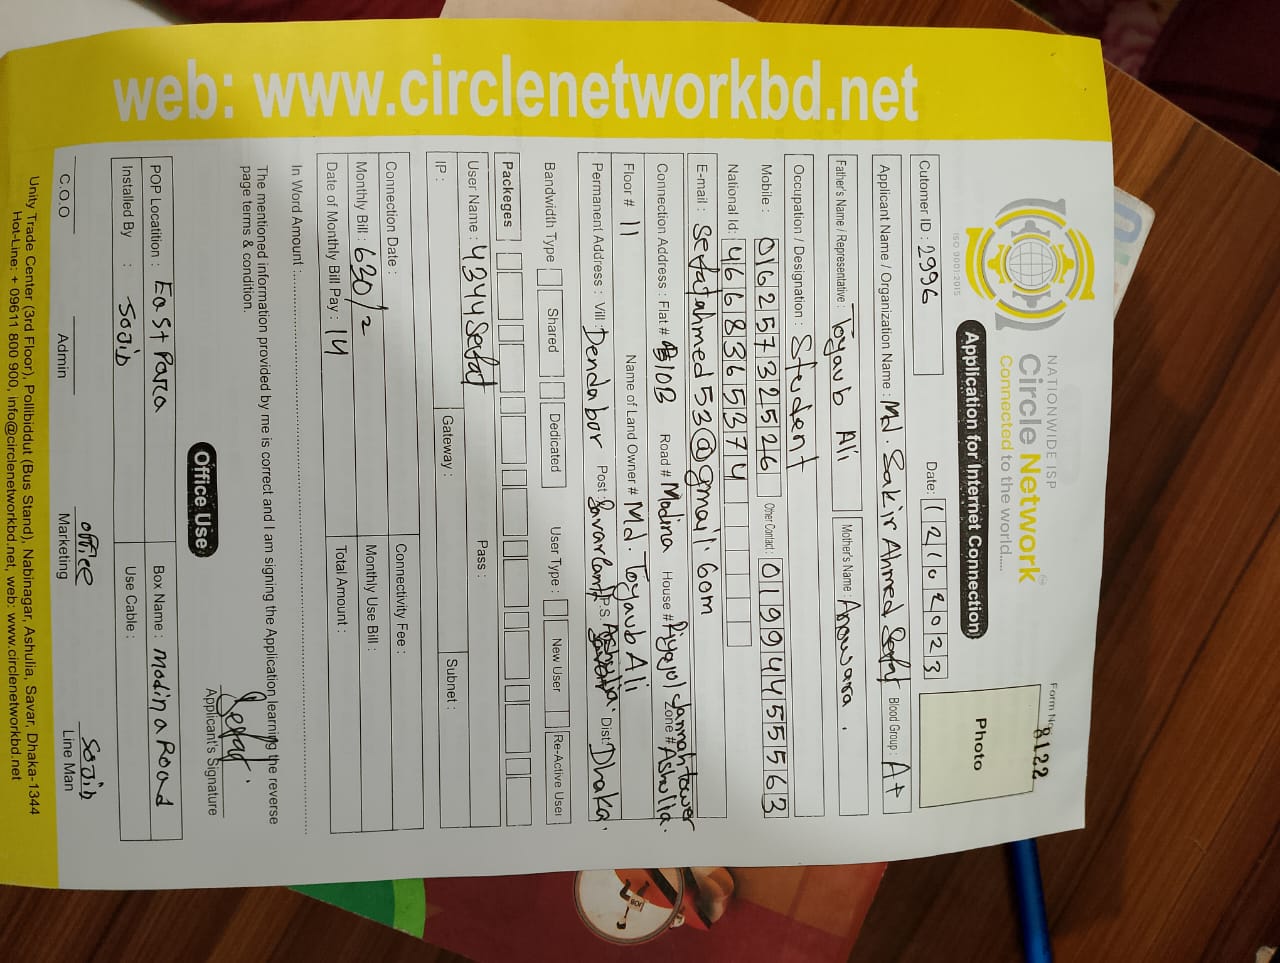 NATIONWIDE ISP
Circle Network
Connected to the world.....
ISO 9001:2015
Form No: 8122
Application for Internet Connection
Photo
Cutomer ID : 2996
Date: 12102023
Applicant Name / Organization Name : Md. Sakir Ahmed Sefat Blood Group : A+
Father's Name / Representative : Toyaub Ali Mother's Name : Anowara .
Occupation / Designation : Student
Mobile : 01625732526 Other Contact : 01994455563
National Id: 4668365374
E-mail : sefatahmed53@gmail.com
Connection Address : Flat # 10B Road # Madina House # Riyajul Jannah tower
Floor # 11 Name of Land Owner # Md. Toyaub Ali Zone # Ashulia.
Permanent Address : Vill : Dendabor Post : Savar Cantt P.S Ashulia. Dist: Dhaka.
Bandwidth Type Shared Dedicated User Type : New User Re-Active User
Packeges
User Name : 4344Sefat Pass :
IP : Gateway : Subnet :
Connection Date : Connectivity Fee :
Monthly Bill : 630/= Monthly Use Bill :
Date of Monthly Bill Pay : 14 Total Amount :
In Word Amount :
The mentioned information provided by me is correct and I am signing the Application learning the reverse
page terms & condition.
Sefat
Applicant's Signature
Office Use
POP Locatition : East Para Box Name : Modina Road
Installed By : Sojib Use Cable :
office Sojib
C.O.O Admin Marketing Line Man
Unity Trade Center (3rd Floor), Pollibiddut (Bus Stand), Nabinagar, Ashulia, Savar, Dhaka-1344
Hot-Line: + 09611 800 900, info@circlenetworkbd.net, web: www.circlenetworkbd.net
web: www.circlenetworkbd.net